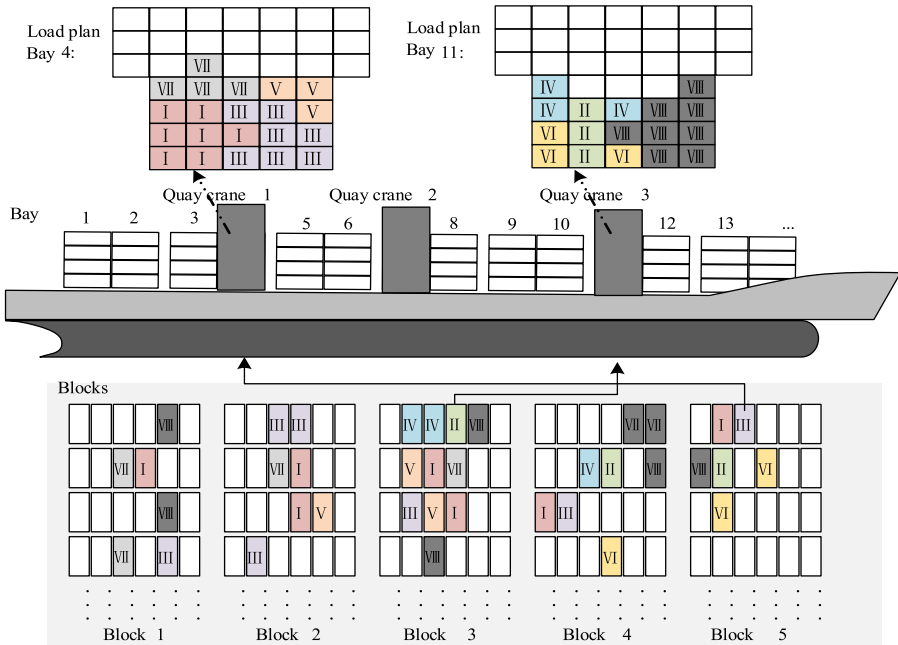 Load plan
Bay 4:
Ⅶ
Ⅶ Ⅶ Ⅶ Ⅴ Ⅴ
Ⅰ Ⅰ Ⅲ Ⅲ Ⅴ
Ⅰ Ⅰ Ⅰ Ⅲ Ⅲ
Ⅰ Ⅰ Ⅲ Ⅲ Ⅲ
Load plan
Bay 11:
Ⅳ Ⅷ
Ⅳ Ⅱ Ⅳ Ⅷ Ⅷ
Ⅵ Ⅱ Ⅷ Ⅷ Ⅷ
Ⅵ Ⅱ Ⅵ Ⅷ Ⅷ
Quay crane 1 Quay crane 2 Quay crane 3
Bay 1 2 3 5 6 8 9 10 12 13 ...
Blocks
Ⅷ Ⅲ Ⅲ Ⅳ Ⅳ Ⅱ Ⅷ Ⅶ Ⅶ Ⅰ Ⅲ
Ⅶ Ⅰ Ⅶ Ⅰ Ⅴ Ⅰ Ⅶ Ⅳ Ⅱ Ⅷ Ⅷ Ⅱ Ⅵ
Ⅷ Ⅰ Ⅴ Ⅲ Ⅴ Ⅰ Ⅰ Ⅲ Ⅵ
Ⅶ Ⅲ Ⅲ Ⅷ Ⅵ
Block 1 Block 2 Block 3 Block 4 Block 5